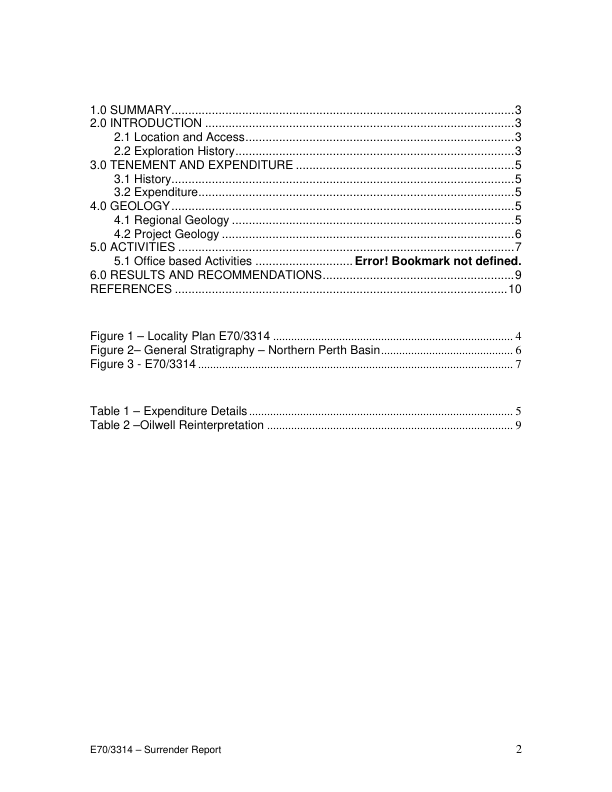 1.0 SUMMARY.......................................................................................................3
2.0 INTRODUCTION .............................................................................................3
2.1 Location and Access.................................................................................3
2.2 Exploration History....................................................................................3
3.0 TENEMENT AND EXPENDITURE .................................................................5
3.1 History.......................................................................................................5
3.2 Expenditure...............................................................................................5
4.0 GEOLOGY.......................................................................................................5
4.1 Regional Geology .....................................................................................5
4.2 Project Geology ........................................................................................6
5.0 ACTIVITIES .....................................................................................................7
5.1 Office based Activities .............................Error! Bookmark not defined.
6.0 RESULTS AND RECOMMENDATIONS.........................................................9
REFERENCES ....................................................................................................10
Figure 1 – Locality Plan E70/3314 ..................................................................................... 4
Figure 2– General Stratigraphy – Northern Perth Basin............................................... 6
Figure 3 - E70/3314 ............................................................................................................ 7
Table 1 – Expenditure Details ............................................................................................. 5
Table 2 –Oilwell Reinterpretation ....................................................................................... 9
E70/3314 – Surrender Report 2